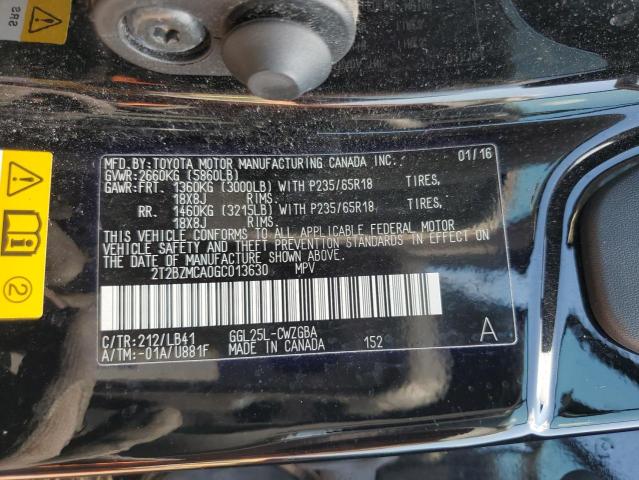 SRS
MFD.BY:TOYOTA MOTOR MANUFACTURING CANADA INC. 01/16
GVWR:2660KG (5860LB)
GAWR:FRT. 1360KG (3000LB) WITH P235/65R18 TIRES,
18X8J RIMS.
RR. 1460KG (3215LB) WITH P235/65R18 TIRES,
18X8J RIMS.
THIS VEHICLE CONFORMS TO ALL APPLICABLE FEDERAL MOTOR
VEHICLE SAFETY AND THEFT PREVENTION STANDARDS IN EFFECT
ON THE DATE OF MANUFACTURE SHOWN ABOVE.
2T2BZMCA0GC013630 MPV
C/TR:212/LB41 GGL25L-CWZGBA A
A/TM:-01A/U881F MADE IN CANADA 152
2